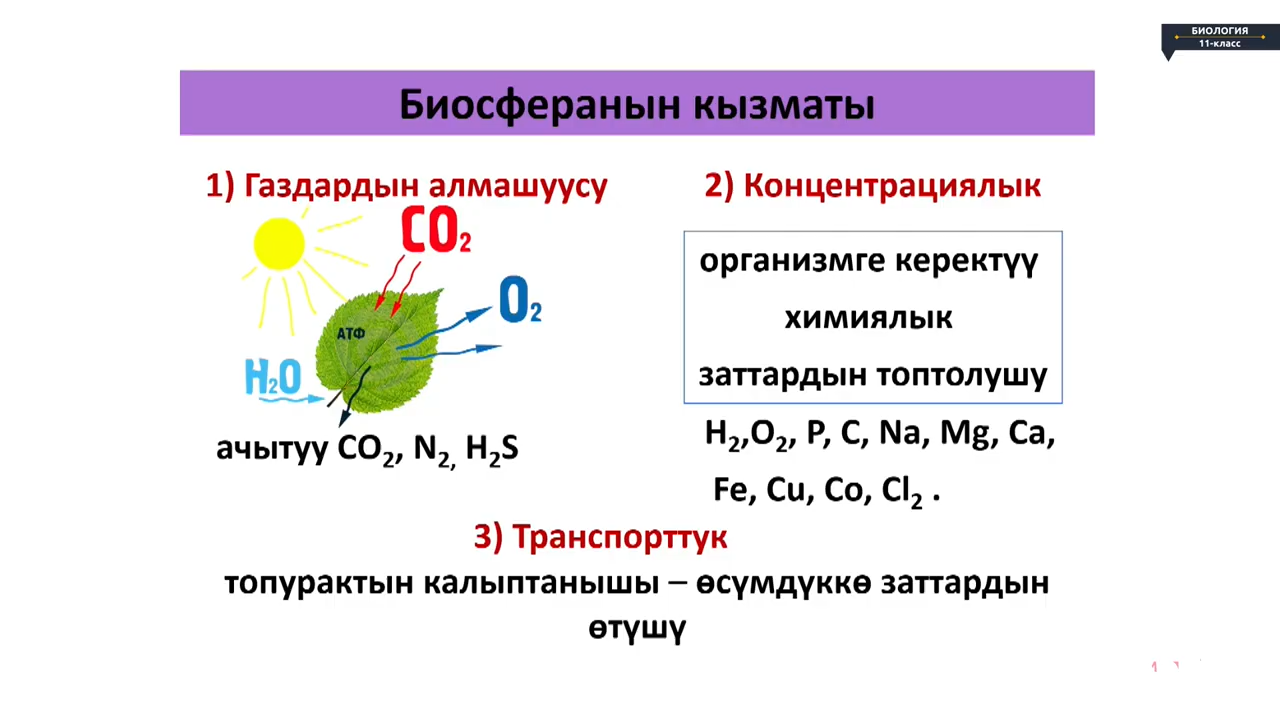 БИОЛОГИЯ
11-класс
Биосферанын кызматы
1) Газдардын алмашуусу
CO₂
O₂
АТФ
H₂O
ачытуу CO₂, N₂, H₂S
2) Концентрациялык
организмге керектүү
химиялык
заттардын топтолушу
H₂,O₂, P, C, Na, Mg, Ca,
Fe, Cu, Co, Cl₂ .
3) Транспорттук
топурактын калыптанышы – өсүмдүккө заттардын
өтүшү